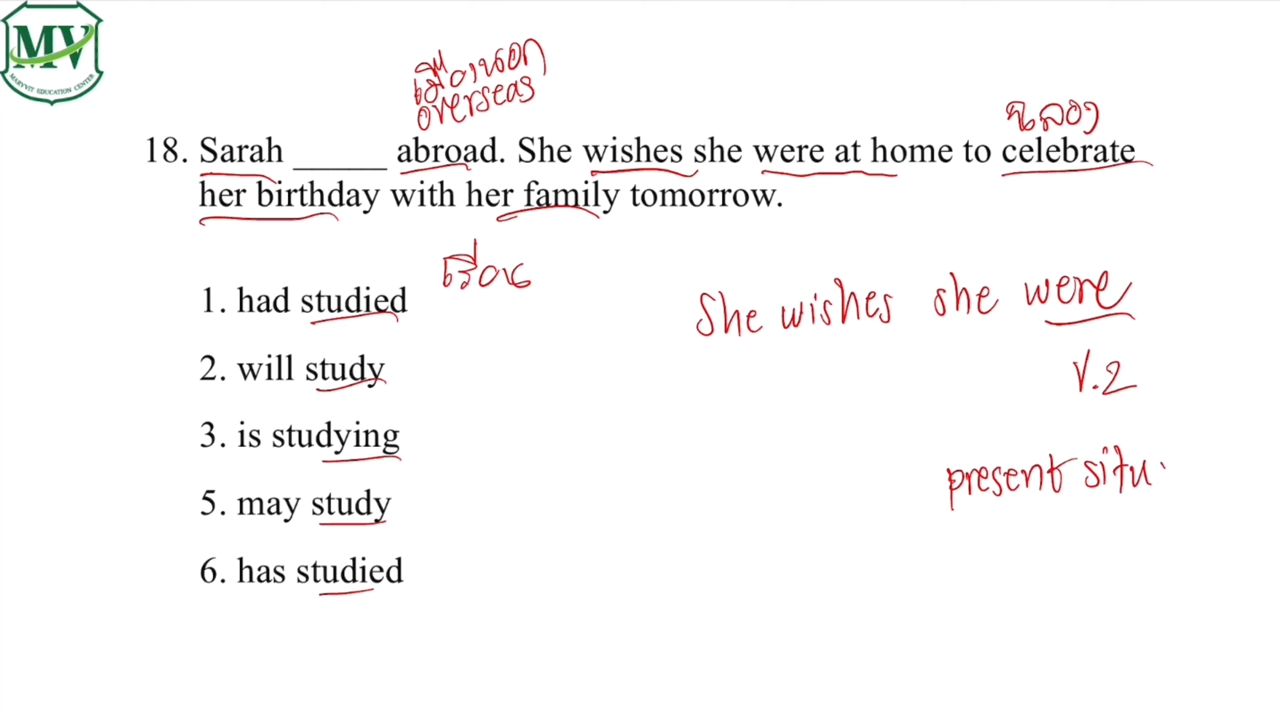 MV
MARYVIT EDUCATION CENTER
เมืองนอก
overseas
ฉลอง
18. Sarah _____ abroad. She wishes she were at home to celebrate
her birthday with her family tomorrow.
เรียน
1. had studied
She wishes she were
2. will study
V.2
3. is studying
present situ
5. may study
6. has studied